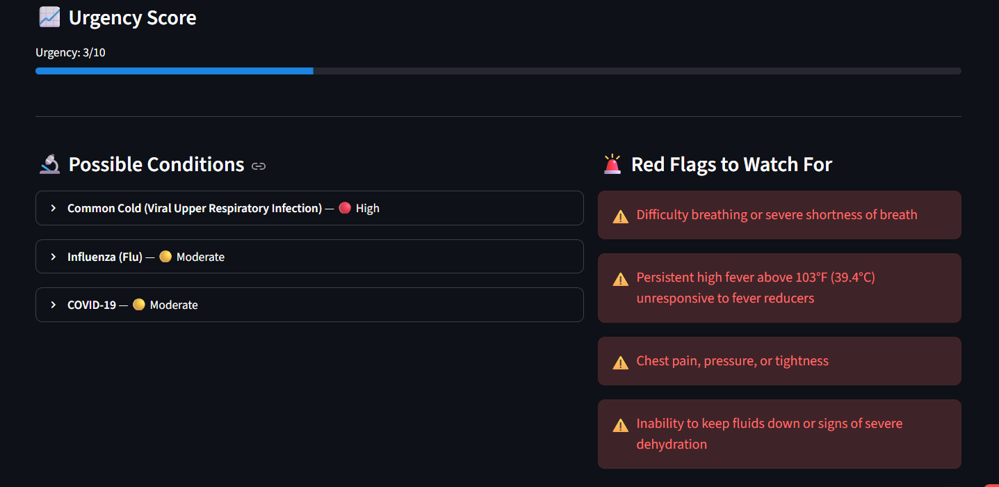 Urgency Score
Urgency: 3/10
Possible Conditions
Common Cold (Viral Upper Respiratory Infection) — High
Influenza (Flu) — Moderate
COVID-19 — Moderate
Red Flags to Watch For
Difficulty breathing or severe shortness of breath
Persistent high fever above 103°F (39.4°C)
unresponsive to fever reducers
Chest pain, pressure, or tightness
Inability to keep fluids down or signs of severe
dehydration